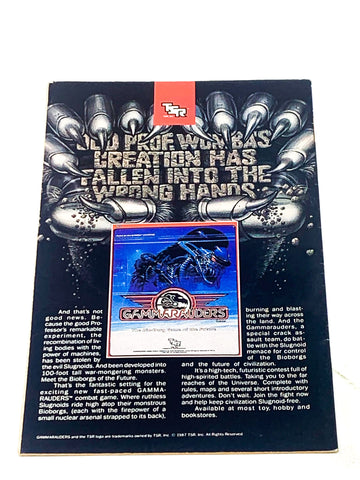 TSR
OLD PROF. WON BAS'
CREATION HAS
FALLEN INTO THE
WRONG HANDS.
GAMMARAUDERS
And that's not
good news. Be-
cause the good Pro-
fessor's remarkable
experiment, the
recombination of liv-
ing bodies with the
power of machines,
has been stolen by
the evil Slugnoids. And been developed into
100-foot tall war-mongering monsters.
Meet the Bioborgs of the Future.
That's the fantastic setting for the
exciting new fast-paced GAMMA-
RAUDERS™ combat game. Where ruthless
Slugnoids ride high atop their monstrous
Bioborgs, (each with the firepower of a
small nuclear arsenal strapped to its back),
burning and blast-
ing their way across
the land. And the
Gammarauders, a
special crack as-
sault team, do bat-
tle with the Slugnoid
menace for control
of the Bioborgs
and the future of civilization.
It's a high-tech, futuristic contest full of
high-spirited battles. Taking you to the far
reaches of the Universe. Complete with
rules, maps and several short introductory
adventures. Don't wait. Join the fight now
and help keep civilization Slugnoid-free.
Available at most toy, hobby and
bookstores.
GAMMARAUDERS and the TSR logo are trademarks owned by TSR, Inc. © 1987 TSR, Inc. All Rights Reserved